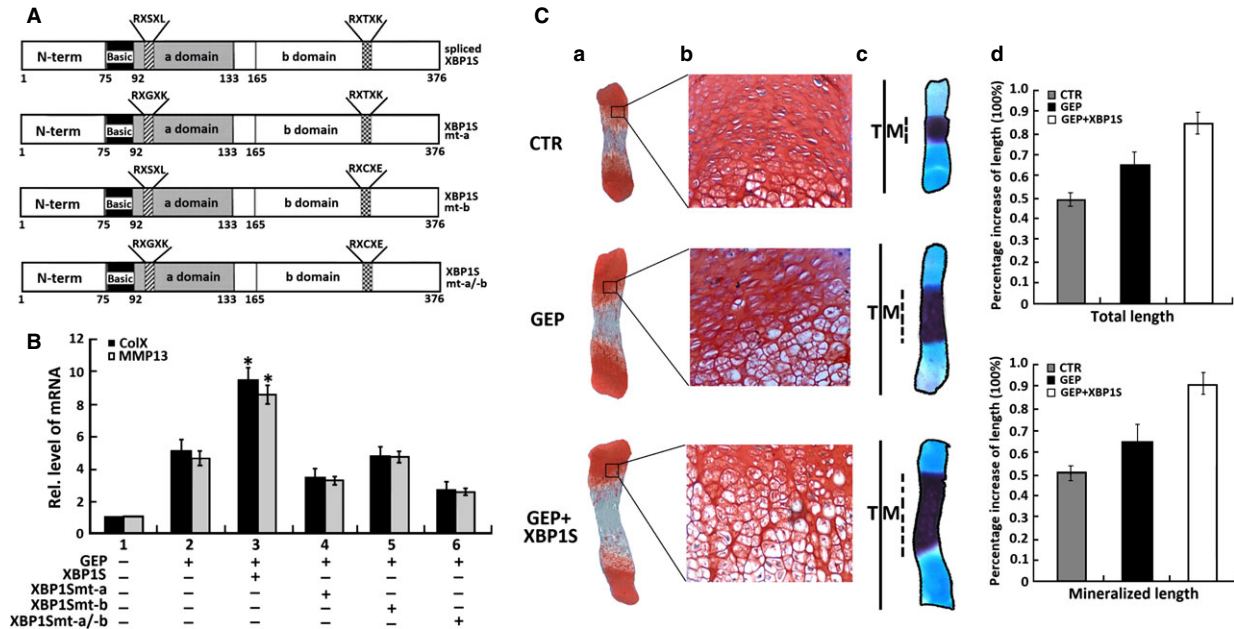 A
RXSXL RXTXK
N-term Basic a domain b domain spliced XBP1S
1 75 92 133 165 376
RXGXK RXTXK
N-term Basic a domain b domain XBP1S mt-a
1 75 92 133 165 376
RXSXL RXCXE
N-term Basic a domain b domain XBP1S mt-b
1 75 92 133 165 376
RXGXK RXCXE
N-term Basic a domain b domain XBP1S mt-a/-b
1 75 92 133 165 376
B
ColX
MMP13
Rel. level of mRNA
12
10
8
6
4
2
0
* *
1 2 3 4 5 6
GEP – + + + + +
XBP1S – – + – – –
XBP1Smt-a – – – + – –
XBP1Smt-b – – – – + –
XBP1Smt-a/-b – – – – – +
C
a b c d
CTR
T M
GEP
T M
GEP+
XBP1S
T M
Percentage increase of length (100%)
1.0
0.9
0.8
0.7
0.6
0.5
0.4
0.3
0.2
0.1
0
CTR
GEP
GEP+XBP1S
Total length
Percentage increase of length (100%)
1.0
0.9
0.8
0.7
0.6
0.5
0.4
0.3
0.2
0.1
0
CTR
GEP
GEP+XBP1S
Mineralized length